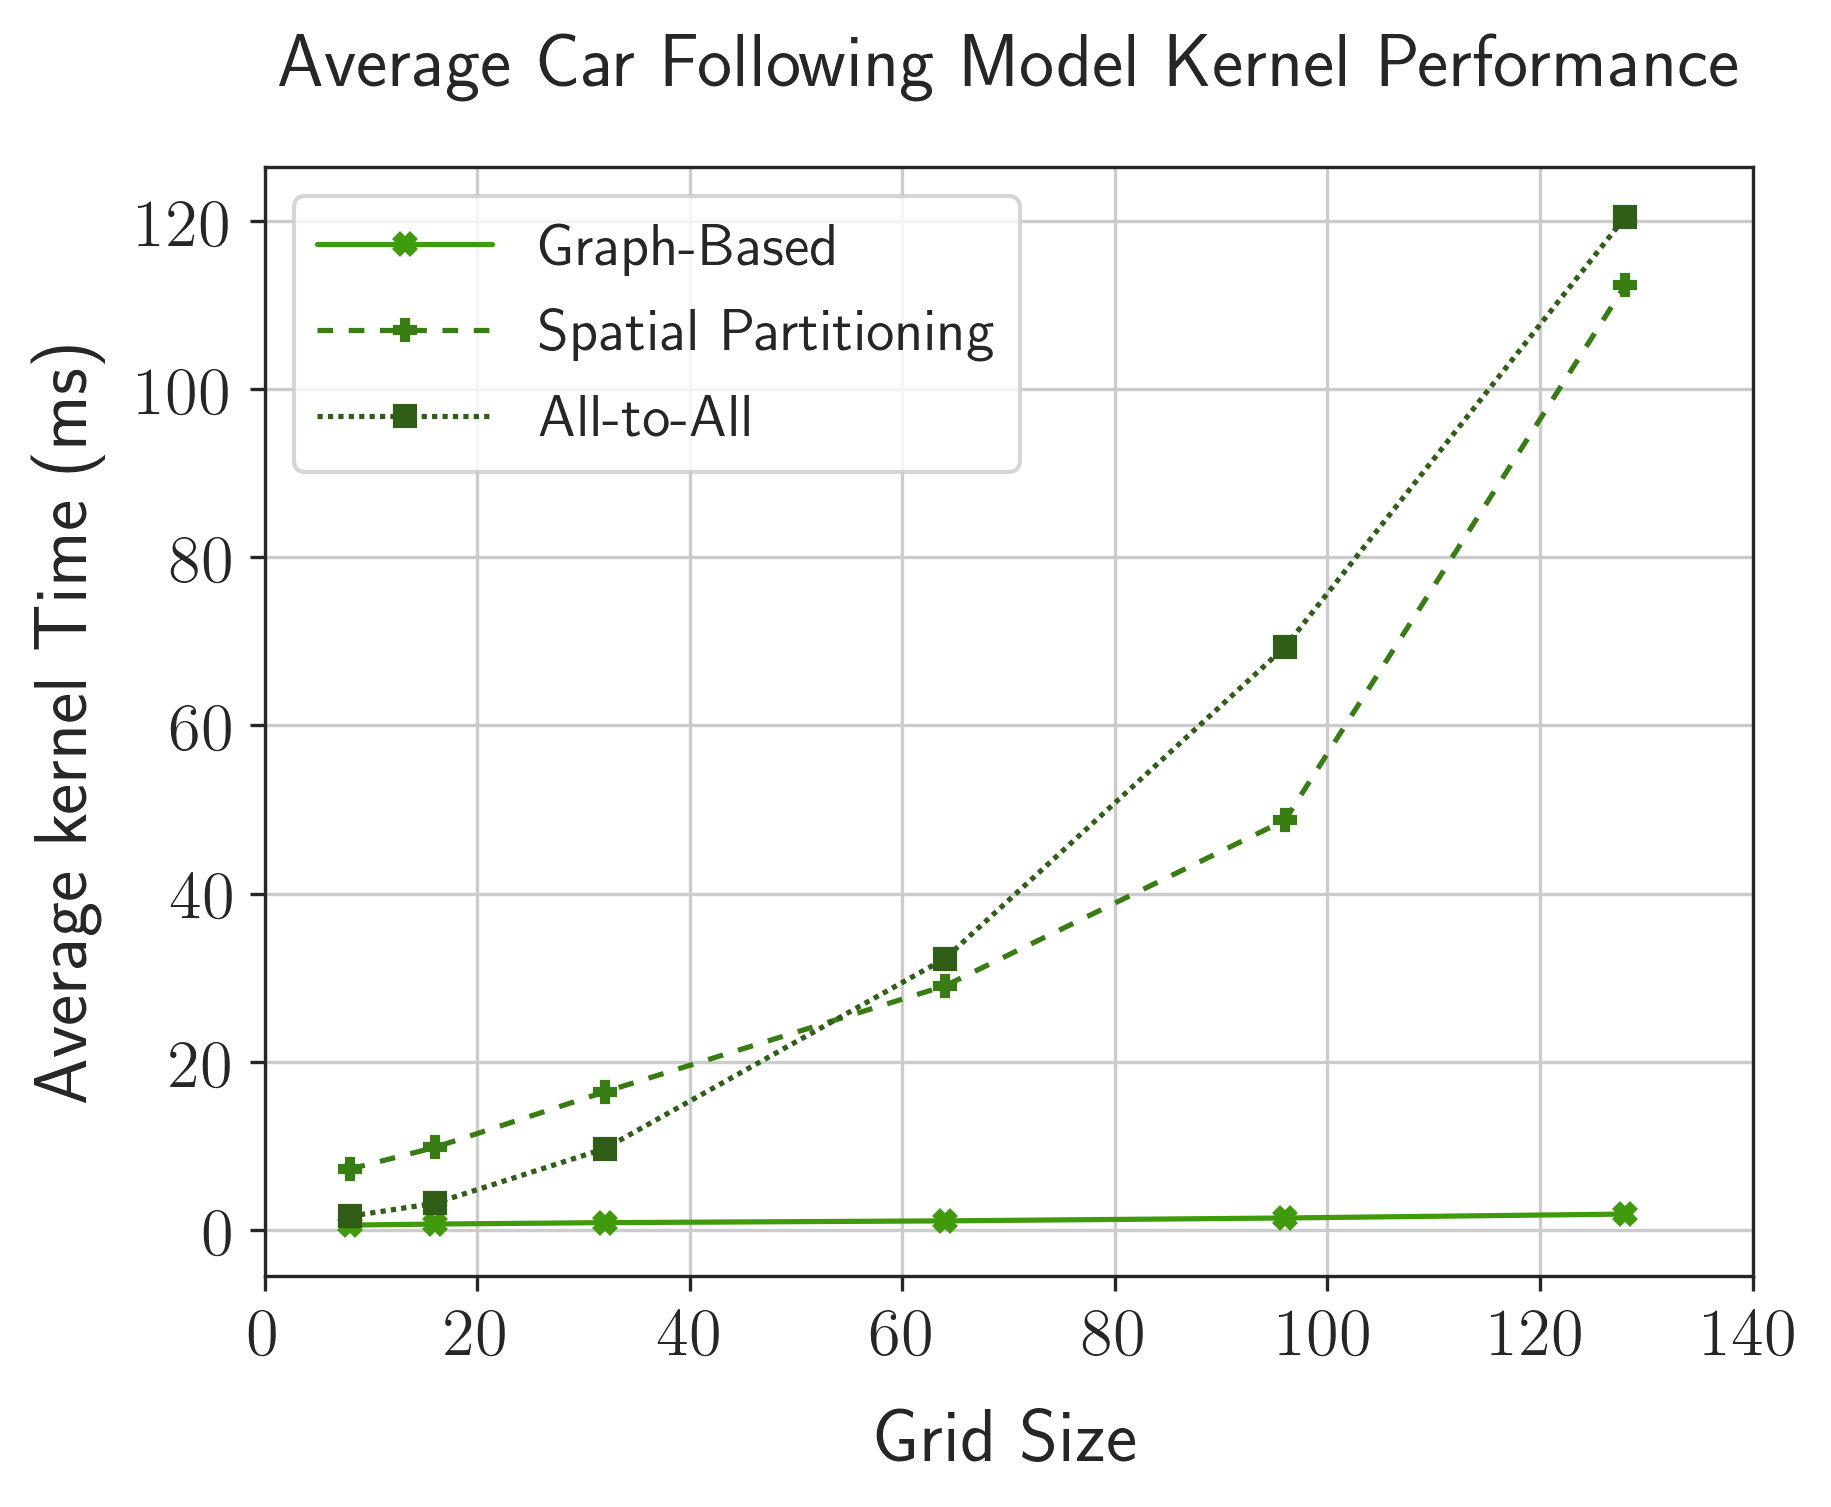 Average Car Following Model Kernel Performance
120
100
80
60
40
20
0
Average kernel Time (ms)
Graph-Based
Spatial Partitioning
All-to-All
0 20 40 60 80 100 120 140
Grid Size